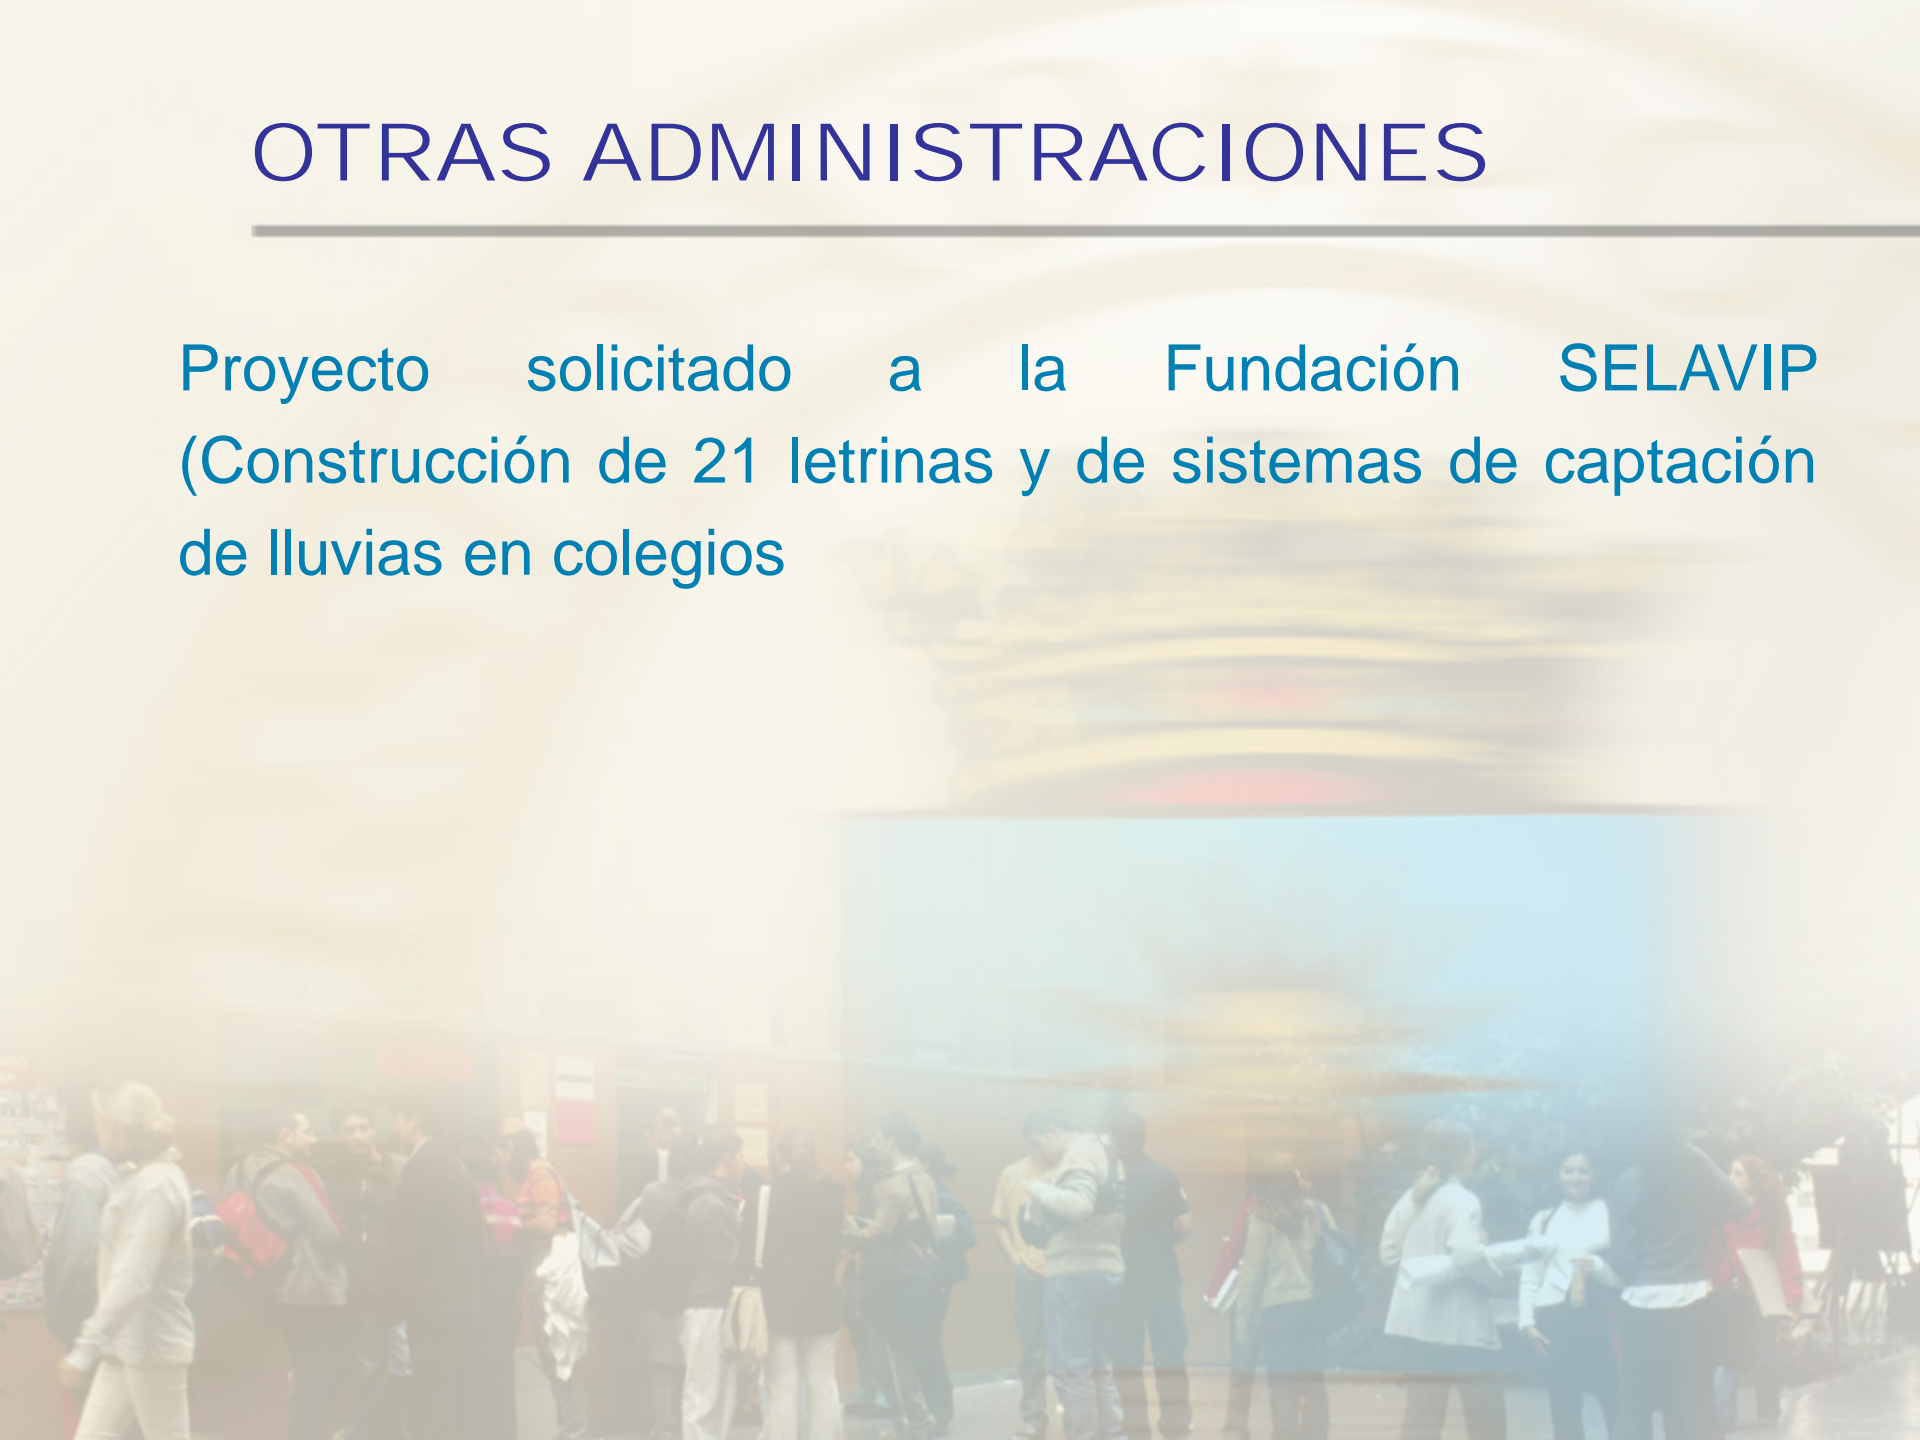 OTRAS ADMINISTRACIONES
Proyecto solicitado a la Fundación SELAVIP
(Construcción de 21 letrinas y de sistemas de captación
de lluvias en colegios